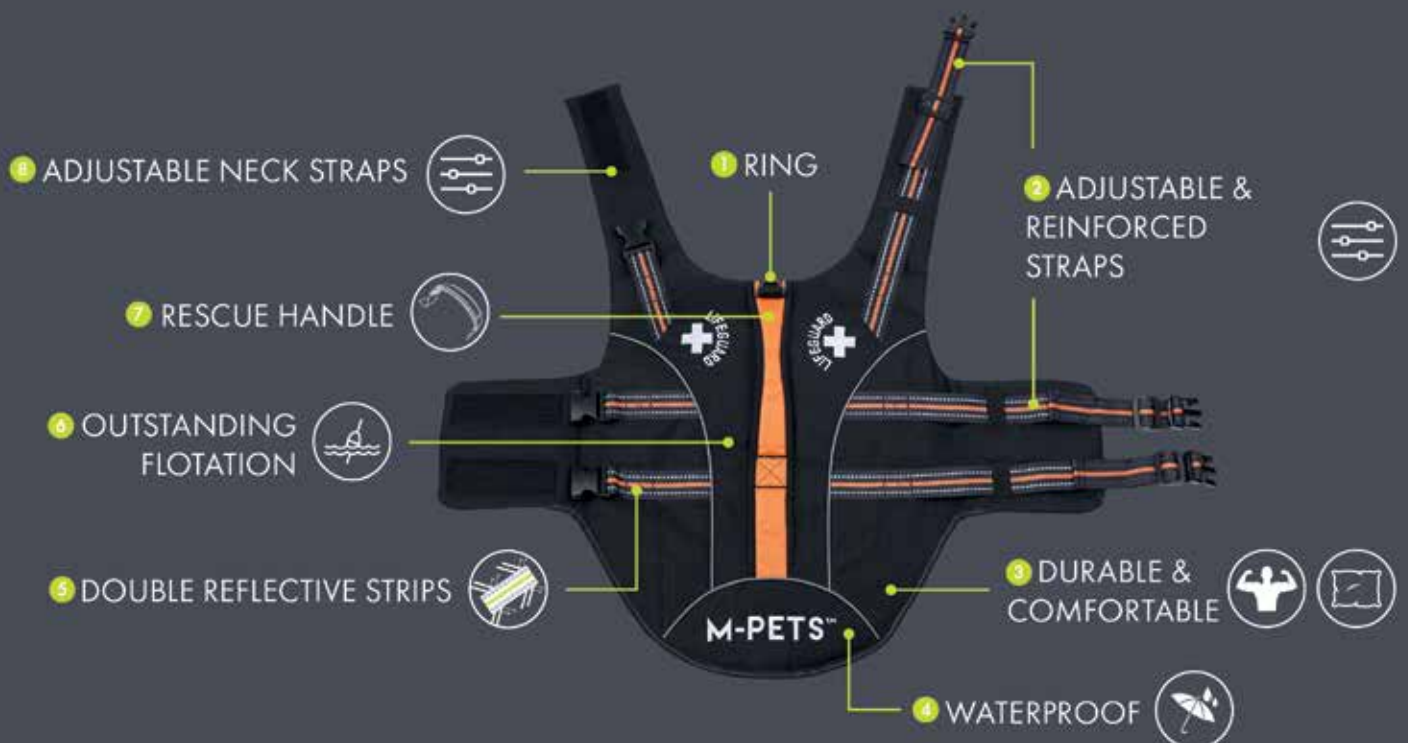 8 ADJUSTABLE NECK STRAPS
1 RING
2 ADJUSTABLE &
REINFORCED
STRAPS
7 RESCUE HANDLE
LIFEGUARD
LIFEGUARD
6 OUTSTANDING
FLOTATION
5 DOUBLE REFLECTIVE STRIPS
3 DURABLE &
COMFORTABLE
M-PETS™
4 WATERPROOF